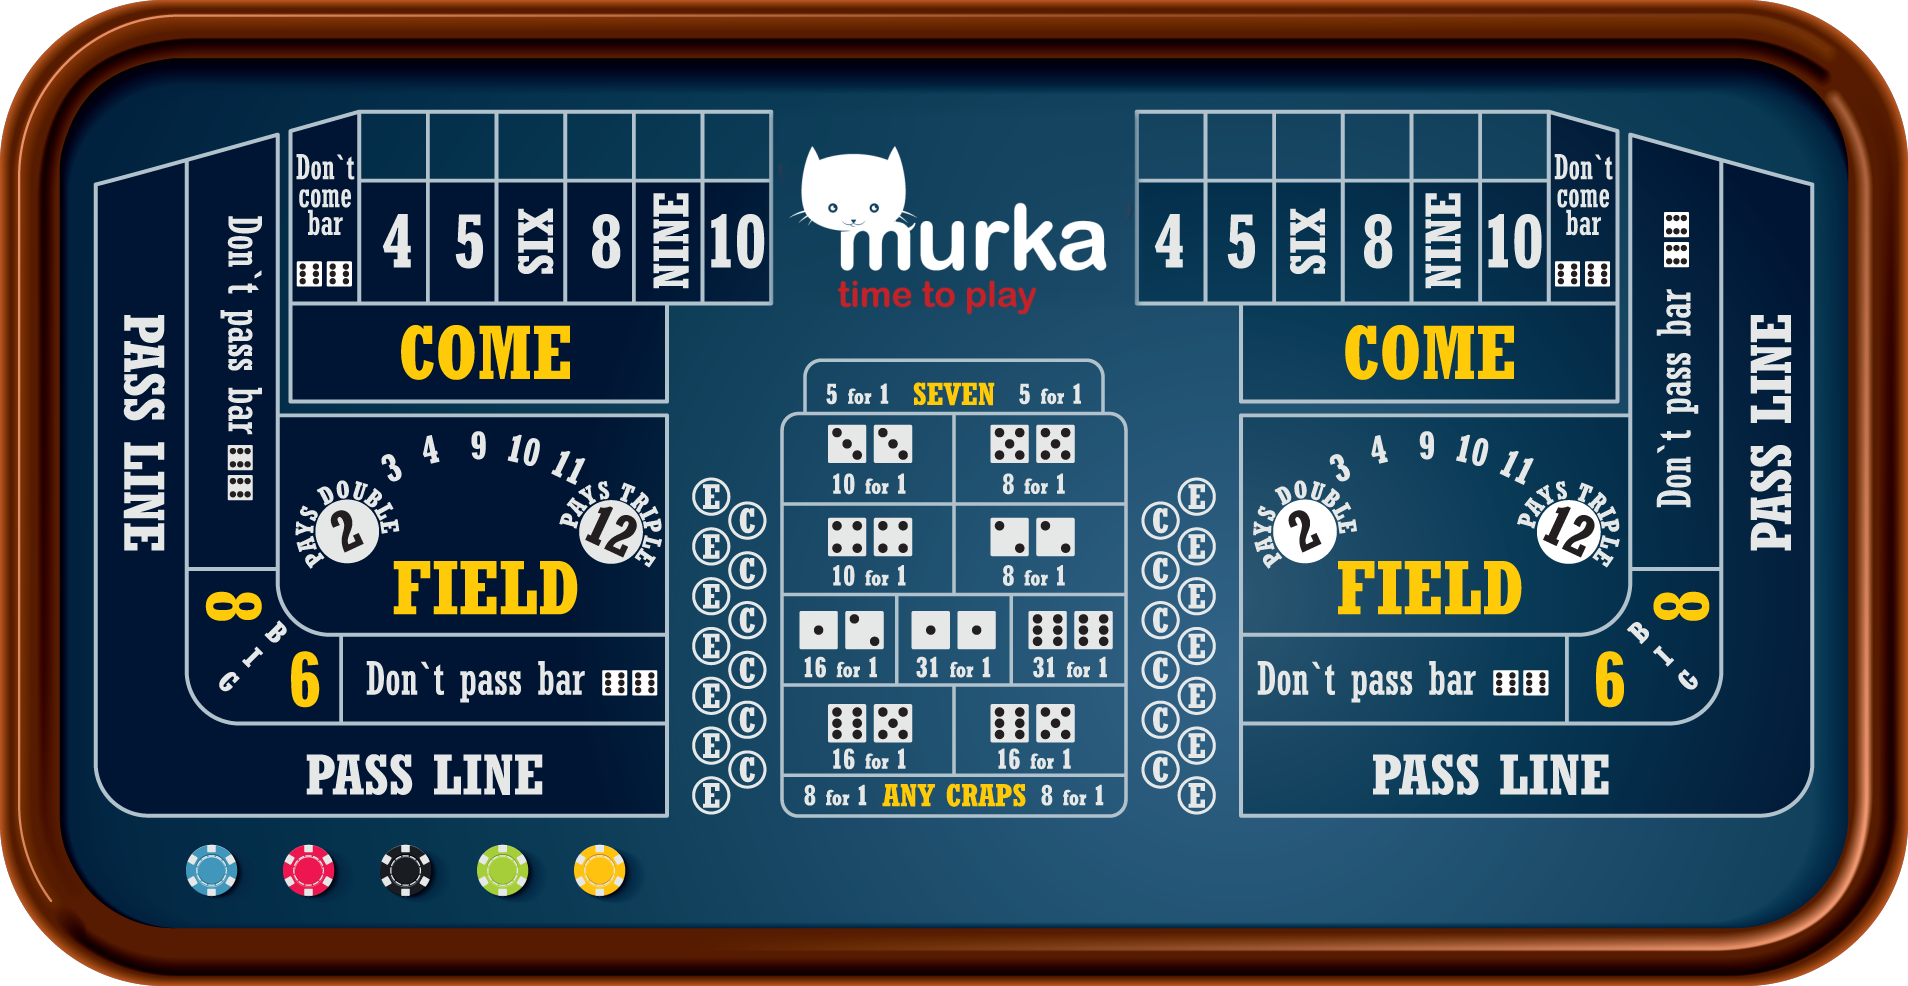 Don`t
come
bar
4 5 SIX 8 NINE 10
murka
time to play
4 5 SIX 8 NINE 10
Don`t
come
bar
PASS LINE
Don`t pass bar
COME
COME
Don`t pass bar
PASS LINE
5 for 1 SEVEN 5 for 1
3 4 9 10 11
PAYS DOUBLE
2
PAYS TRIPLE
12
FIELD
10 for 1
8 for 1
10 for 1
8 for 1
16 for 1
31 for 1
31 for 1
16 for 1
16 for 1
8 for 1 ANY CRAPS 8 for 1
E
C
E
C
E
C
E
C
E
C
E
C
E
E
C
E
C
E
C
E
C
E
C
E
C
E
3 4 9 10 11
PAYS DOUBLE
2
PAYS TRIPLE
12
FIELD
8
BIG
6
Don`t pass bar
PASS LINE
Don`t pass bar
6
BIG
8
PASS LINE